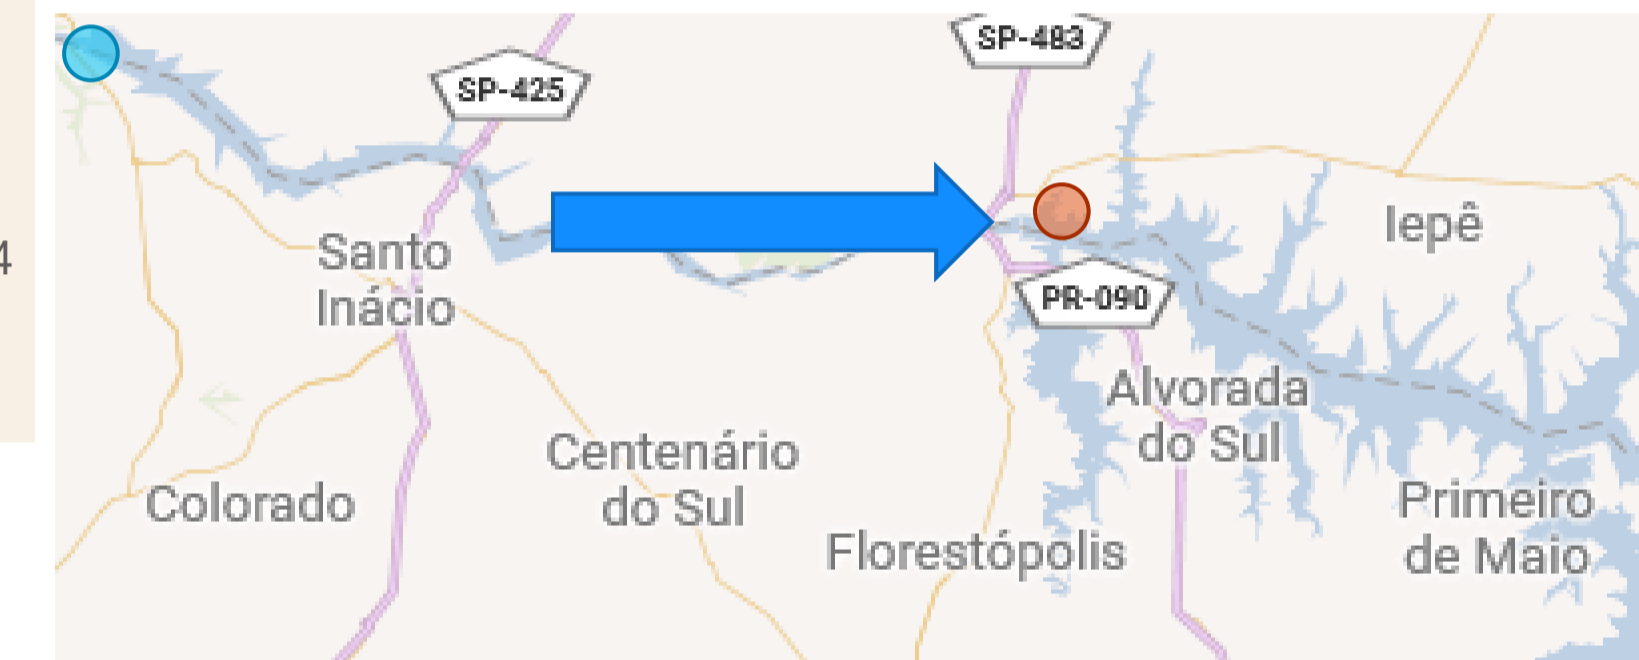 SP-483
SP-425
4
Iepê
Santo
Inácio
PR-090
Alvorada
do Sul
Centenário
do Sul
Colorado
Primeiro
de Maio
Florestópolis